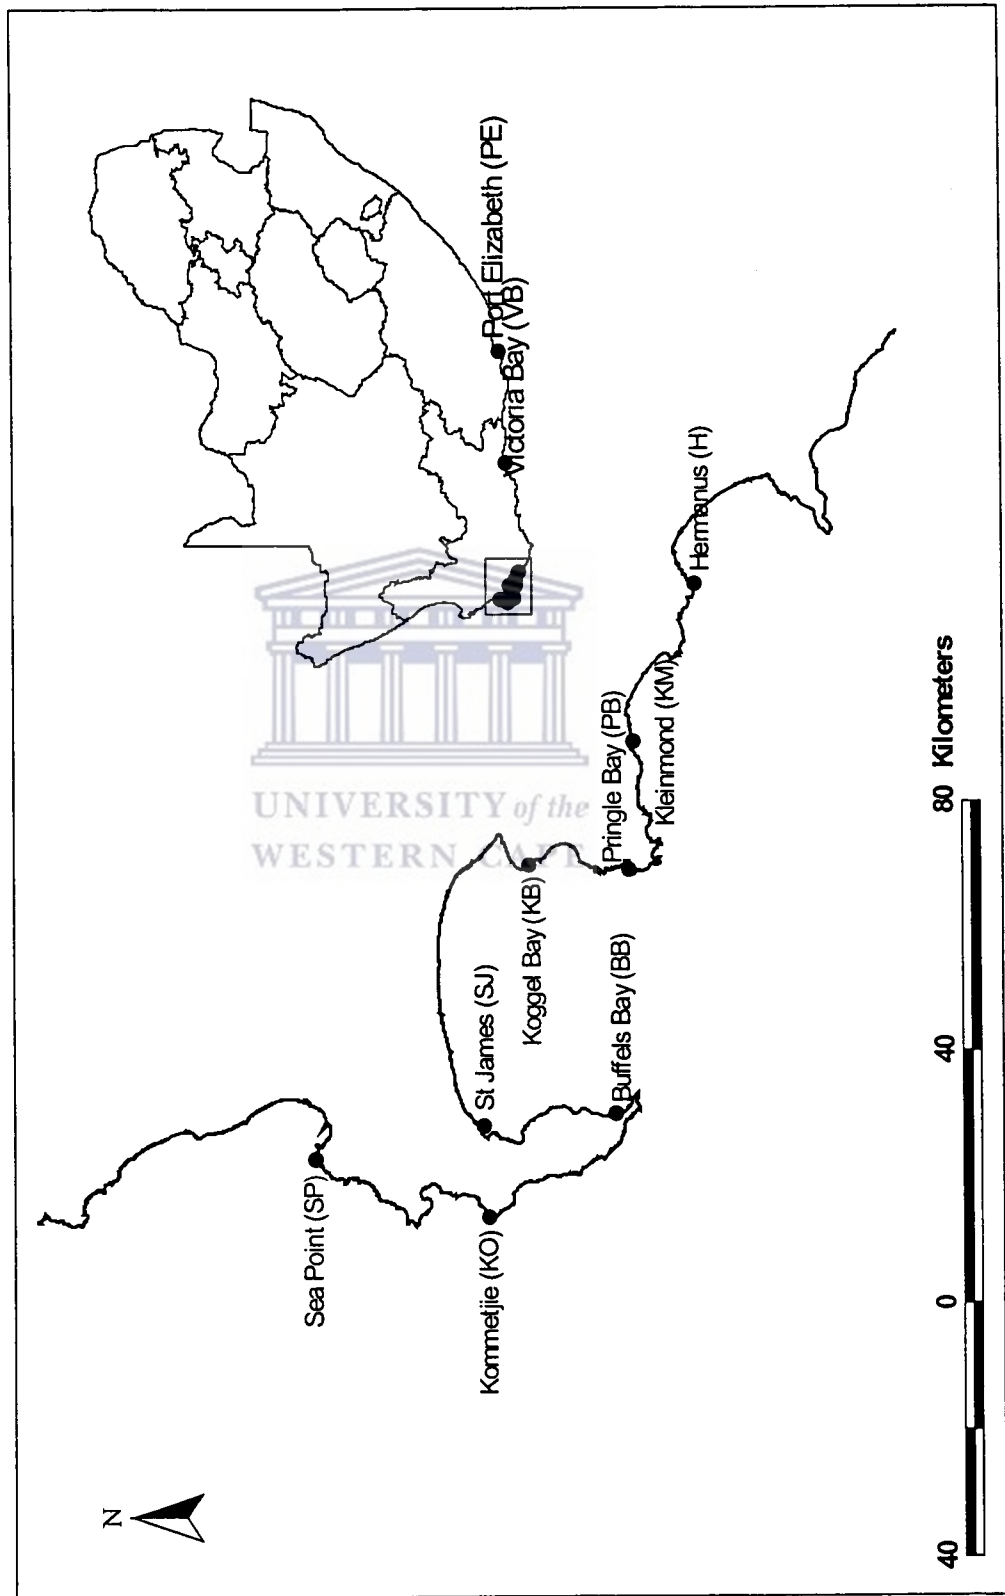 N
Sea Point (SP)
Kommetjie (KO)
St James (SJ)
Buffels Bay (BB)
Koggel Bay (KB)
Pringle Bay (PB)
Kleinmond (KM)
Hermanus (H)
Victoria Bay (VB)
Port Elizabeth (PE)
UNIVERSITY of the
WESTERN CAPE
40 0 40 80 Kilometers